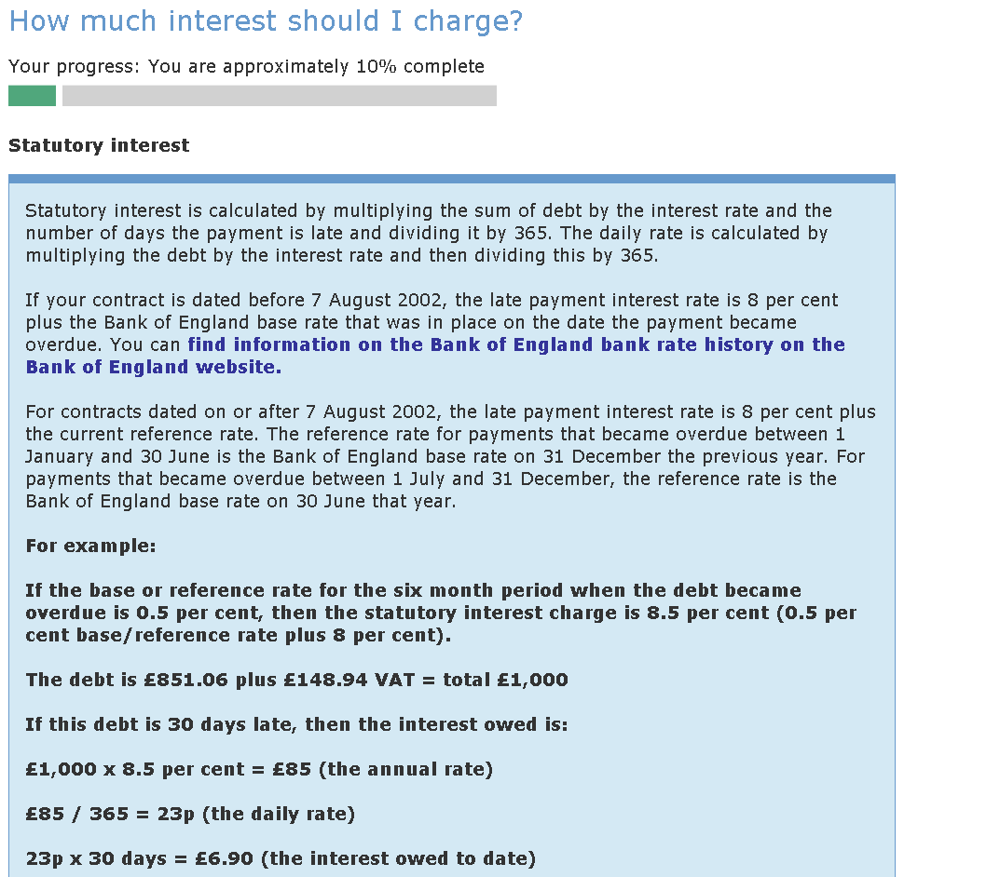 How much interest should I charge?
Your progress: You are approximately 10% complete
Statutory interest
Statutory interest is calculated by multiplying the sum of debt by the interest rate and the
number of days the payment is late and dividing it by 365. The daily rate is calculated by
multiplying the debt by the interest rate and then dividing this by 365.
If your contract is dated before 7 August 2002, the late payment interest rate is 8 per cent
plus the Bank of England base rate that was in place on the date the payment became
overdue. You can find information on the Bank of England bank rate history on the
Bank of England website.
For contracts dated on or after 7 August 2002, the late payment interest rate is 8 per cent plus
the current reference rate. The reference rate for payments that became overdue between 1
January and 30 June is the Bank of England base rate on 31 December the previous year. For
payments that became overdue between 1 July and 31 December, the reference rate is the
Bank of England base rate on 30 June that year.
For example:
If the base or reference rate for the six month period when the debt became
overdue is 0.5 per cent, then the statutory interest charge is 8.5 per cent (0.5 per
cent base/reference rate plus 8 per cent).
The debt is £851.06 plus £148.94 VAT = total £1,000
If this debt is 30 days late, then the interest owed is:
£1,000 x 8.5 per cent = £85 (the annual rate)
£85 / 365 = 23p (the daily rate)
23p x 30 days = £6.90 (the interest owed to date)